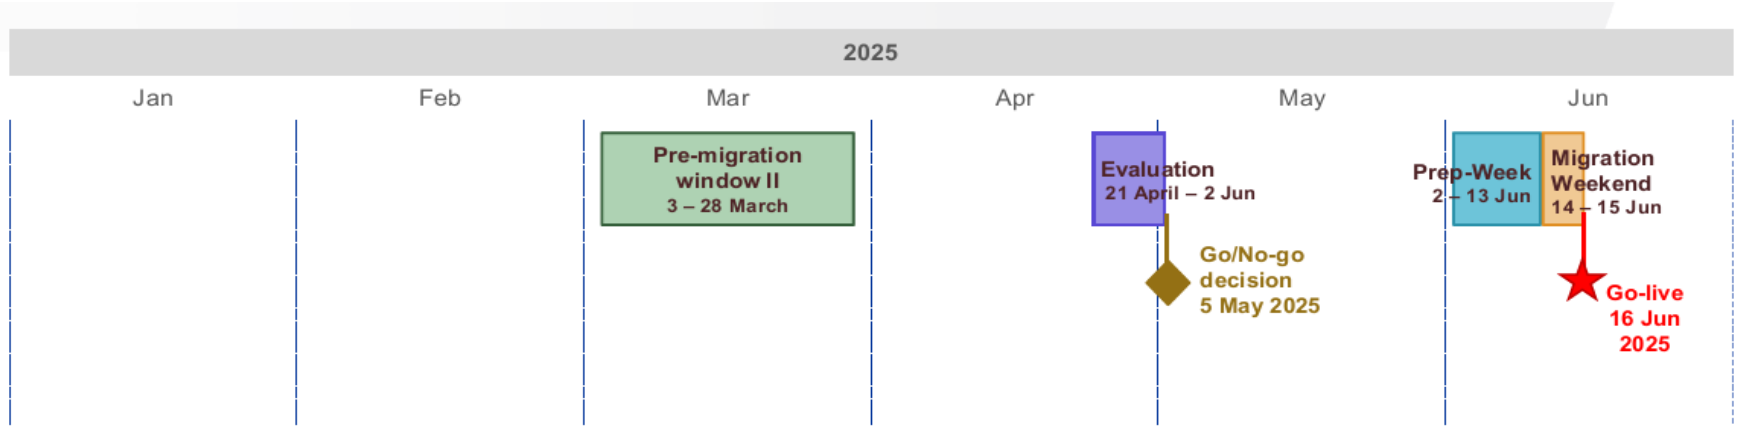 2025
Jan Feb Mar Apr May Jun
Pre-migration
window II
3 – 28 March
Evaluation
21 April – 2 Jun
Go/No-go
decision
5 May 2025
Prep-Week
2 – 13 Jun
Migration
Weekend
14 – 15 Jun
Go-live
16 Jun
2025